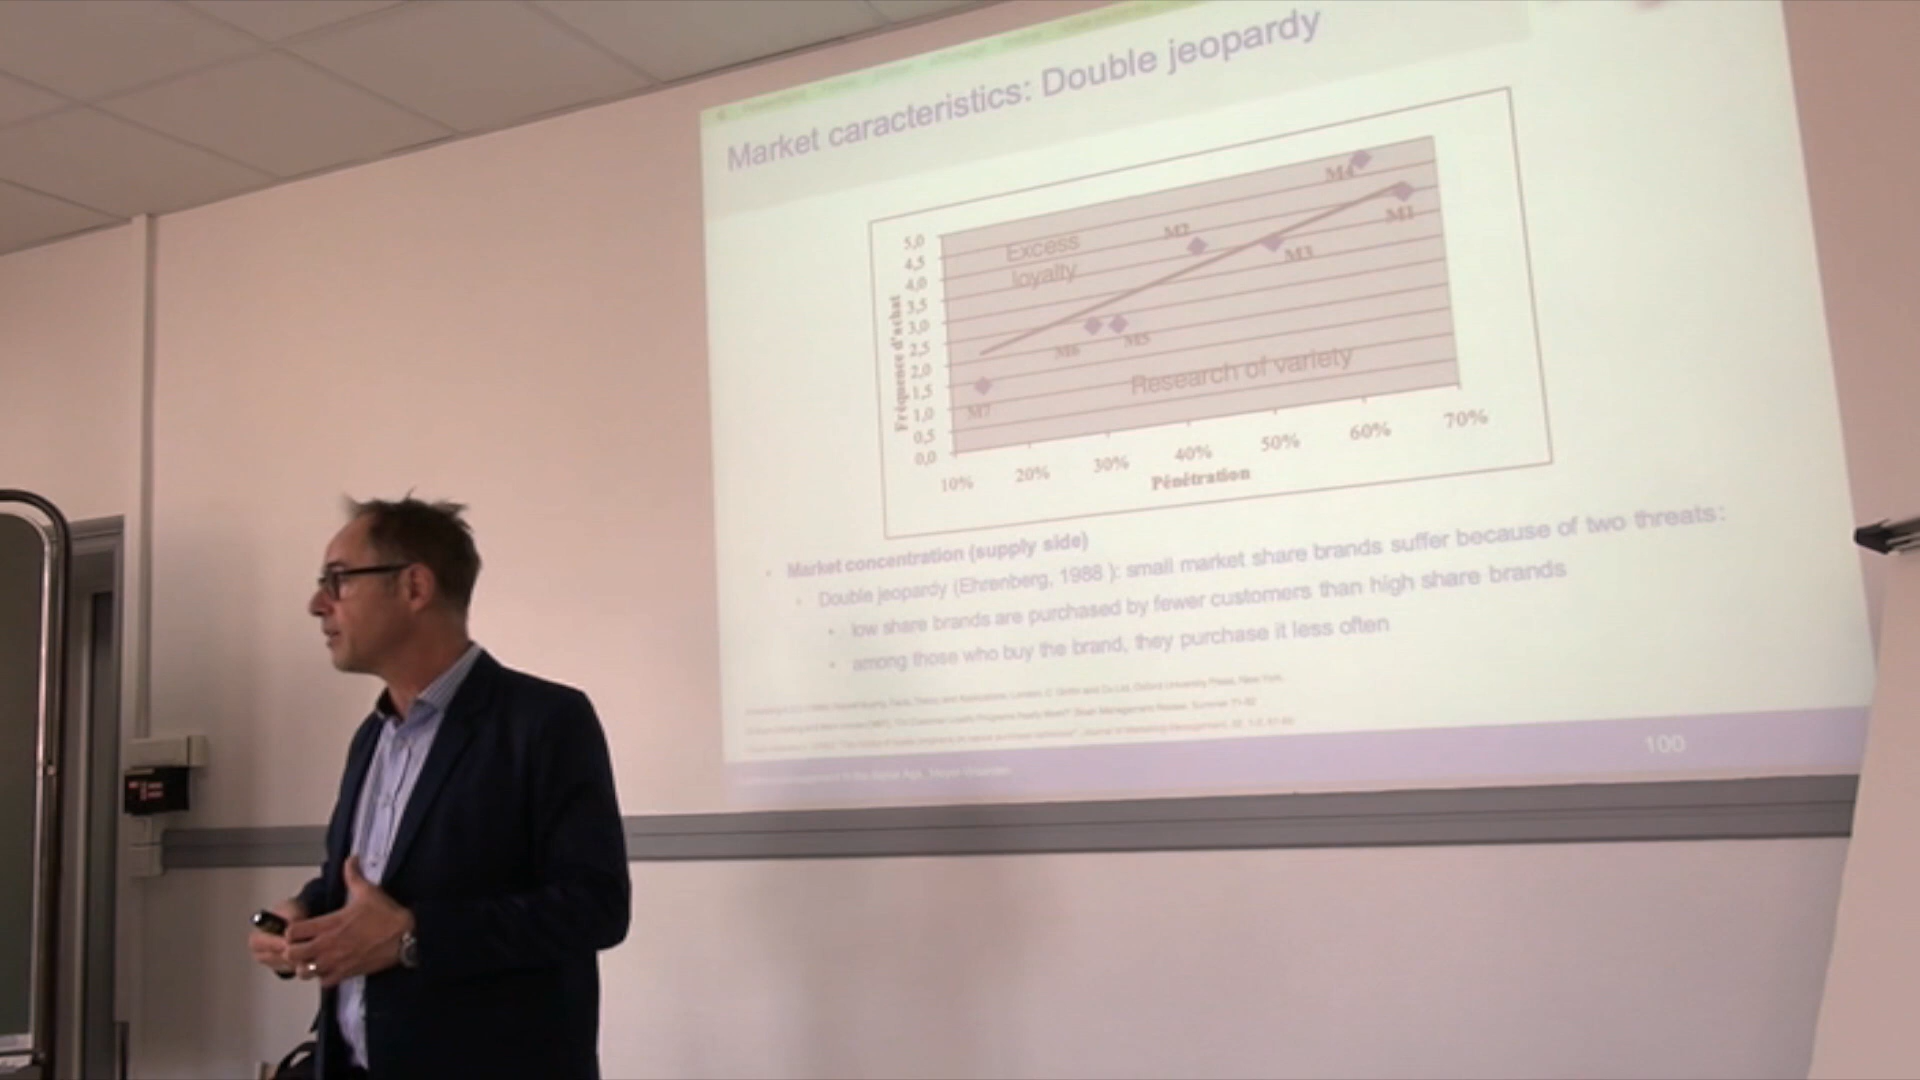 Market caracteristics: Double jeopardy
5,0
4,5
4,0
3,5
3,0
2,5
2,0
1,5
1,0
0,5
0,0
Fréquence d'achat
Excess
loyalty
M4
M1
M2
M3
M6
M5
M7
Research of variety
10% 20% 30% 40% 50% 60% 70%
Pénétration
Market concentration (supply side)
Double jeopardy (Ehrenberg, 1988 ): small market share brands suffer because of two threats:
low share brands are purchased by fewer customers than high share brands
among those who buy the brand, they purchase it less often
100